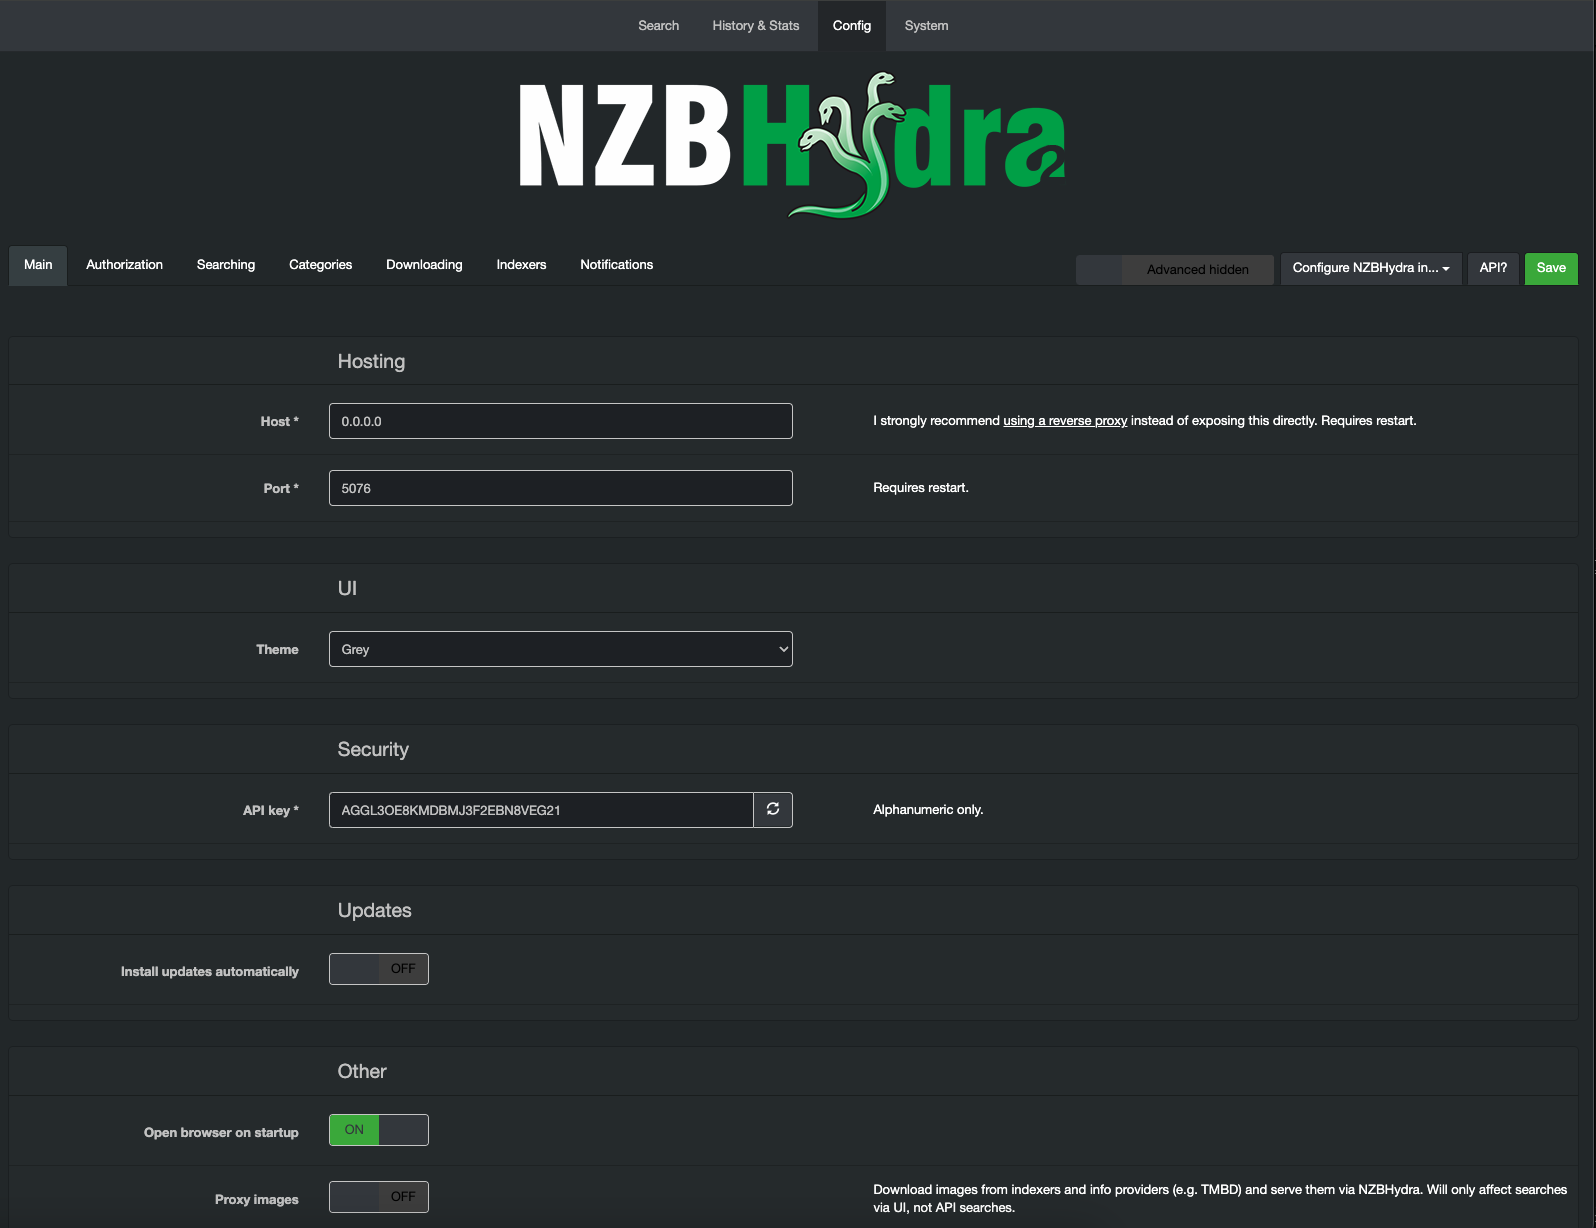 Search History & Stats Config System
NZBHydra2
Main Authorization Searching Categories Downloading Indexers Notifications Advanced hidden Configure NZBHydra in... API? Save
Hosting
Host * 0.0.0.0 I strongly recommend using a reverse proxy instead of exposing this directly. Requires restart.
Port * 5076 Requires restart.
UI
Theme Grey
Security
API key * AGGL3OE8KMDBMJ3F2EBN8VEG21 Alphanumeric only.
Updates
Install updates automatically OFF
Other
Open browser on startup ON
Proxy images OFF Download images from indexers and info providers (e.g. TMBD) and serve them via NZBHydra. Will only affect searches
via UI, not API searches.